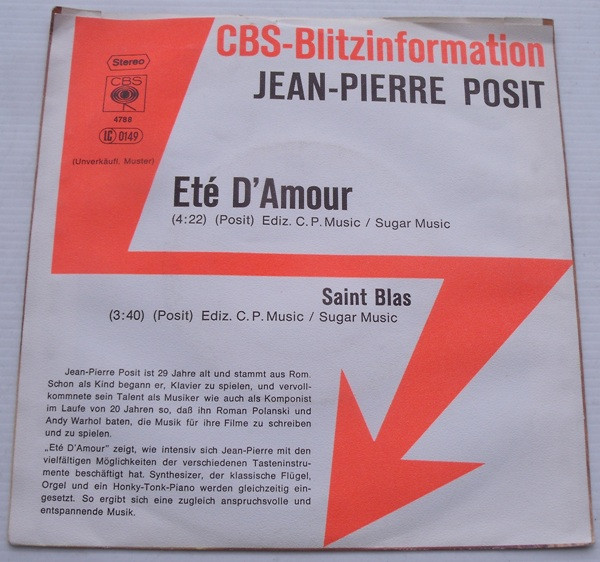 CBS-Blitzinformation
JEAN-PIERRE POSIT
Stereo
CBS
4788
LC 0149
(Unverkäufl. Muster)
Eté D'Amour
(4:22) (Posit) Ediz. C. P. Music / Sugar Music
Saint Blas
(3:40) (Posit) Ediz. C. P. Music / Sugar Music
Jean-Pierre Posit ist 29 Jahre alt und stammt aus Rom.
Schon als Kind begann er, Klavier zu spielen, und vervoll-
kommnete sein Talent als Musiker wie auch als Komponist
im Laufe von 20 Jahren so, daß ihn Roman Polanski und
Andy Warhol baten, die Musik für ihre Filme zu schreiben
und zu spielen.
„Eté D'Amour" zeigt, wie intensiv sich Jean-Pierre mit den
vielfältigen Möglichkeiten der verschiedenen Tasteninstru-
mente beschäftigt hat. Synthesizer, der klassische Flügel,
Orgel und ein Honky-Tonk-Piano werden gleichzeitig ein-
gesetzt. So ergibt sich eine zugleich anspruchsvolle und
entspannende Musik.